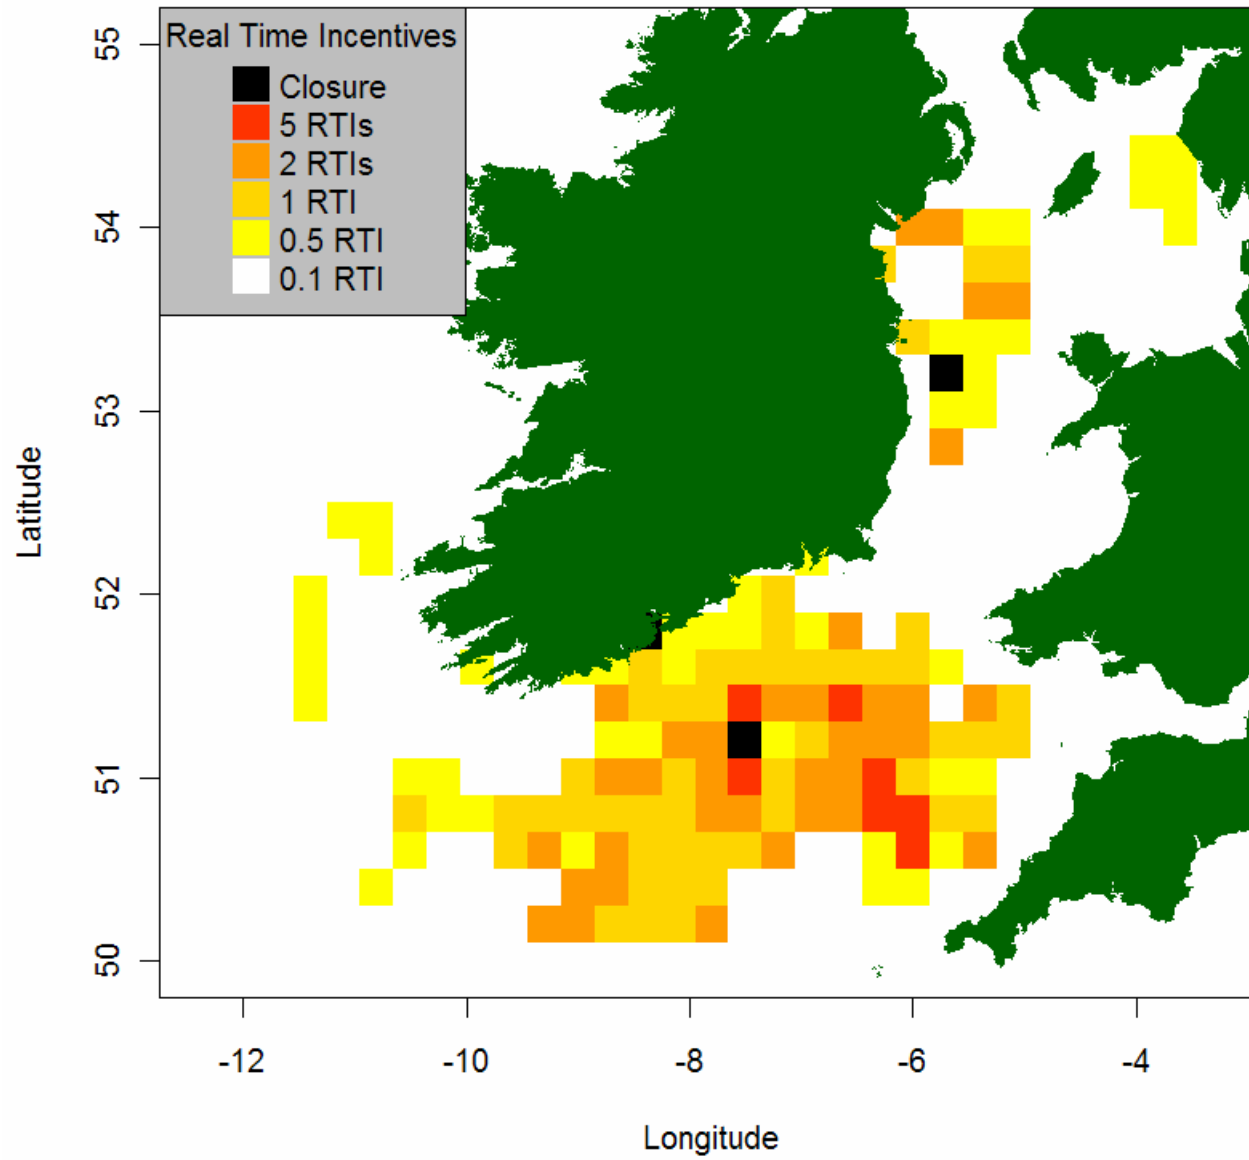 Real Time Incentives
Closure
5 RTIs
2 RTIs
1 RTI
0.5 RTI
0.1 RTI
55
54
53
52
51
50
Latitude
-12 -10 -8 -6 -4
Longitude